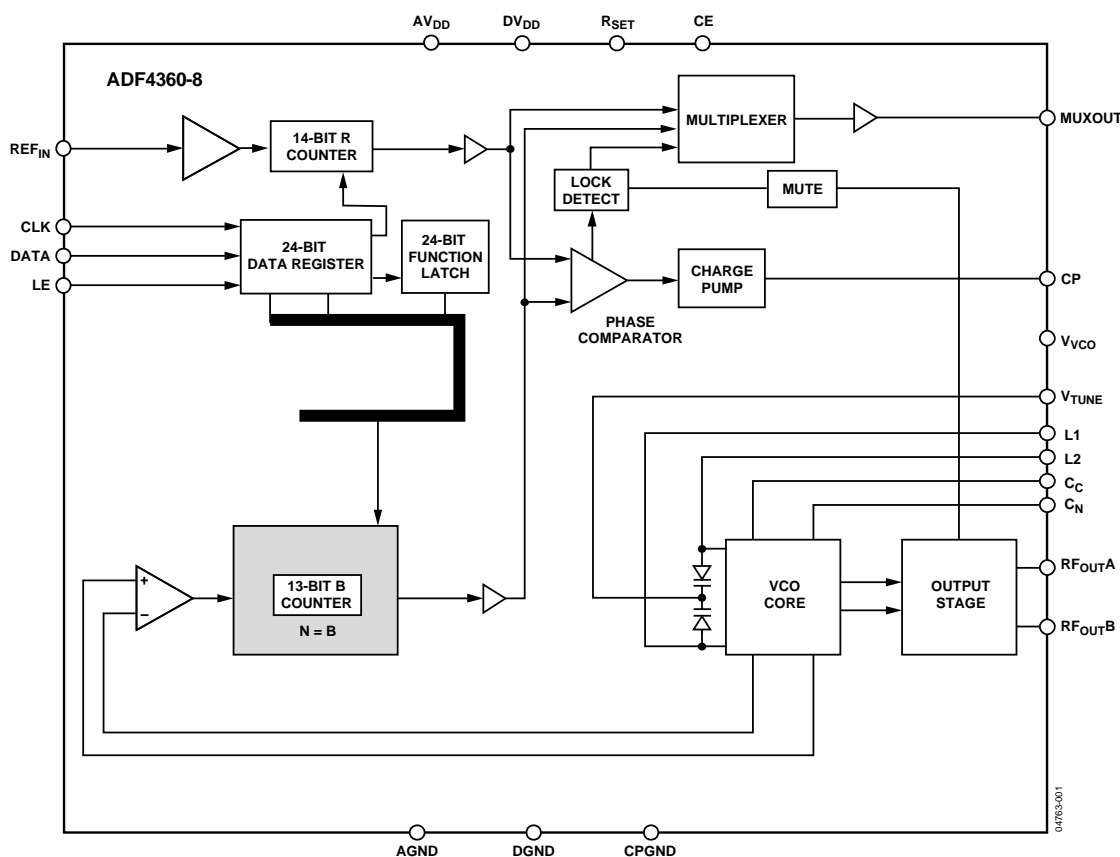 AVDD DVDD RSET CE
ADF4360-8
REFIN
14-BIT R
COUNTER
MULTIPLEXER
MUXOUT
LOCK
DETECT
MUTE
CLK
DATA
LE
24-BIT
DATA REGISTER
24-BIT
FUNCTION
LATCH
CHARGE
PUMP
CP
PHASE
COMPARATOR
VVCO
VTUNE
L1
L2
CC
CN
+
–
13-BIT B
COUNTER
N = B
VCO
CORE
OUTPUT
STAGE
RFOUTA
RFOUTB
AGND DGND CPGND
04763-001